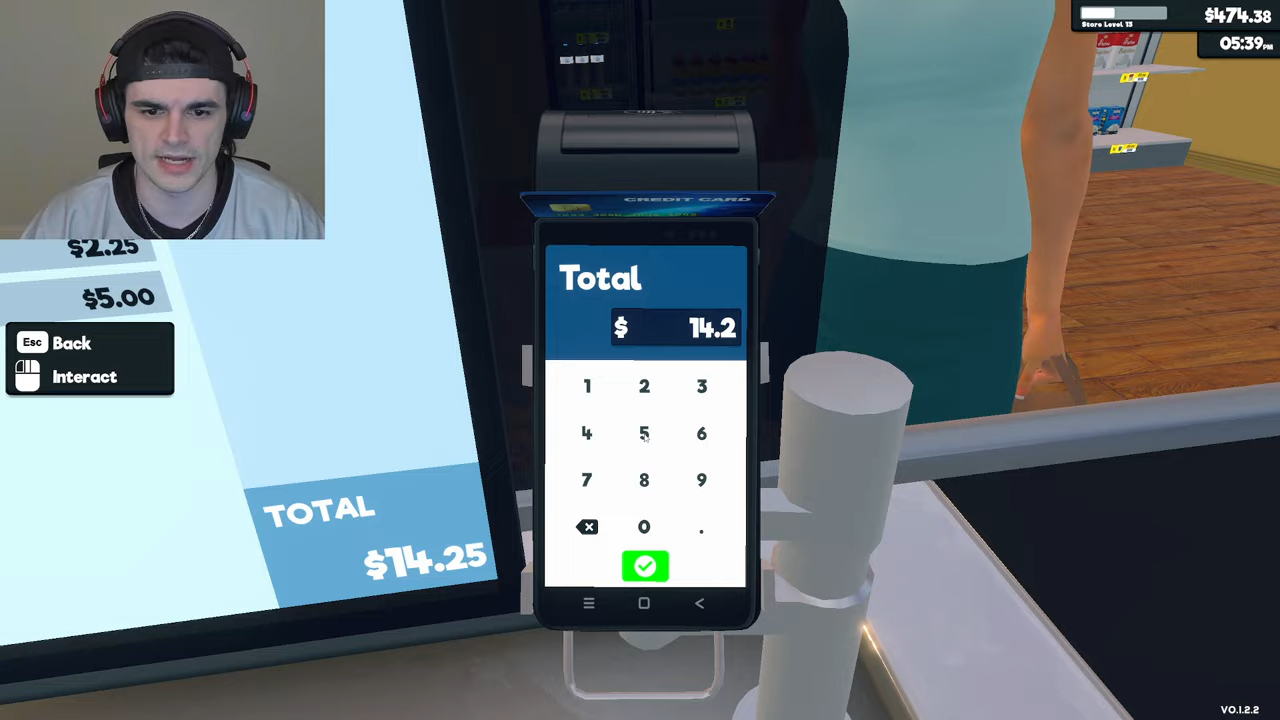 $474.38
Store Level 13
05:39PM
CREDIT CARD
$2.25
$5.00
Total
$ 14.2
Esc Back
Interact
1 2 3
4 5 6
7 8 9
0 .
TOTAL
$14.25
V0.1.2.2